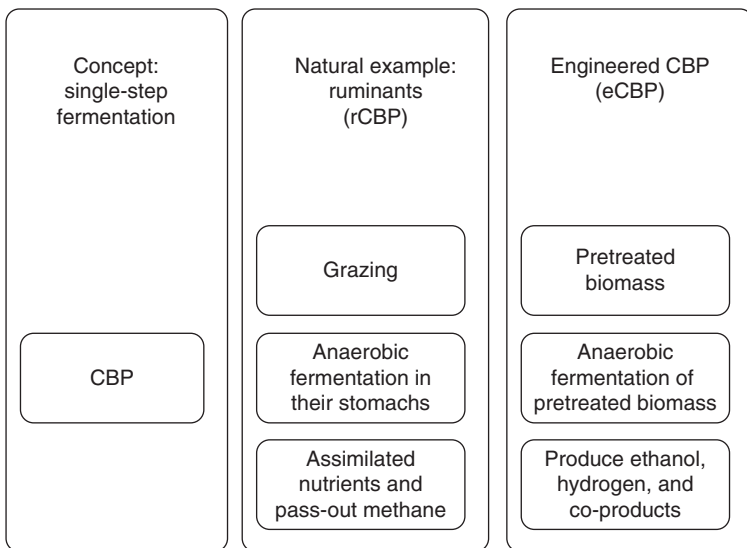 Concept:
single-step
fermentation
CBP
Natural example:
ruminants
(rCBP)
Grazing
Anaerobic
fermentation in
their stomachs
Assimilated
nutrients and
pass-out methane
Engineered CBP
(eCBP)
Pretreated
biomass
Anaerobic
fermentation of
pretreated biomass
Produce ethanol,
hydrogen, and
co-products